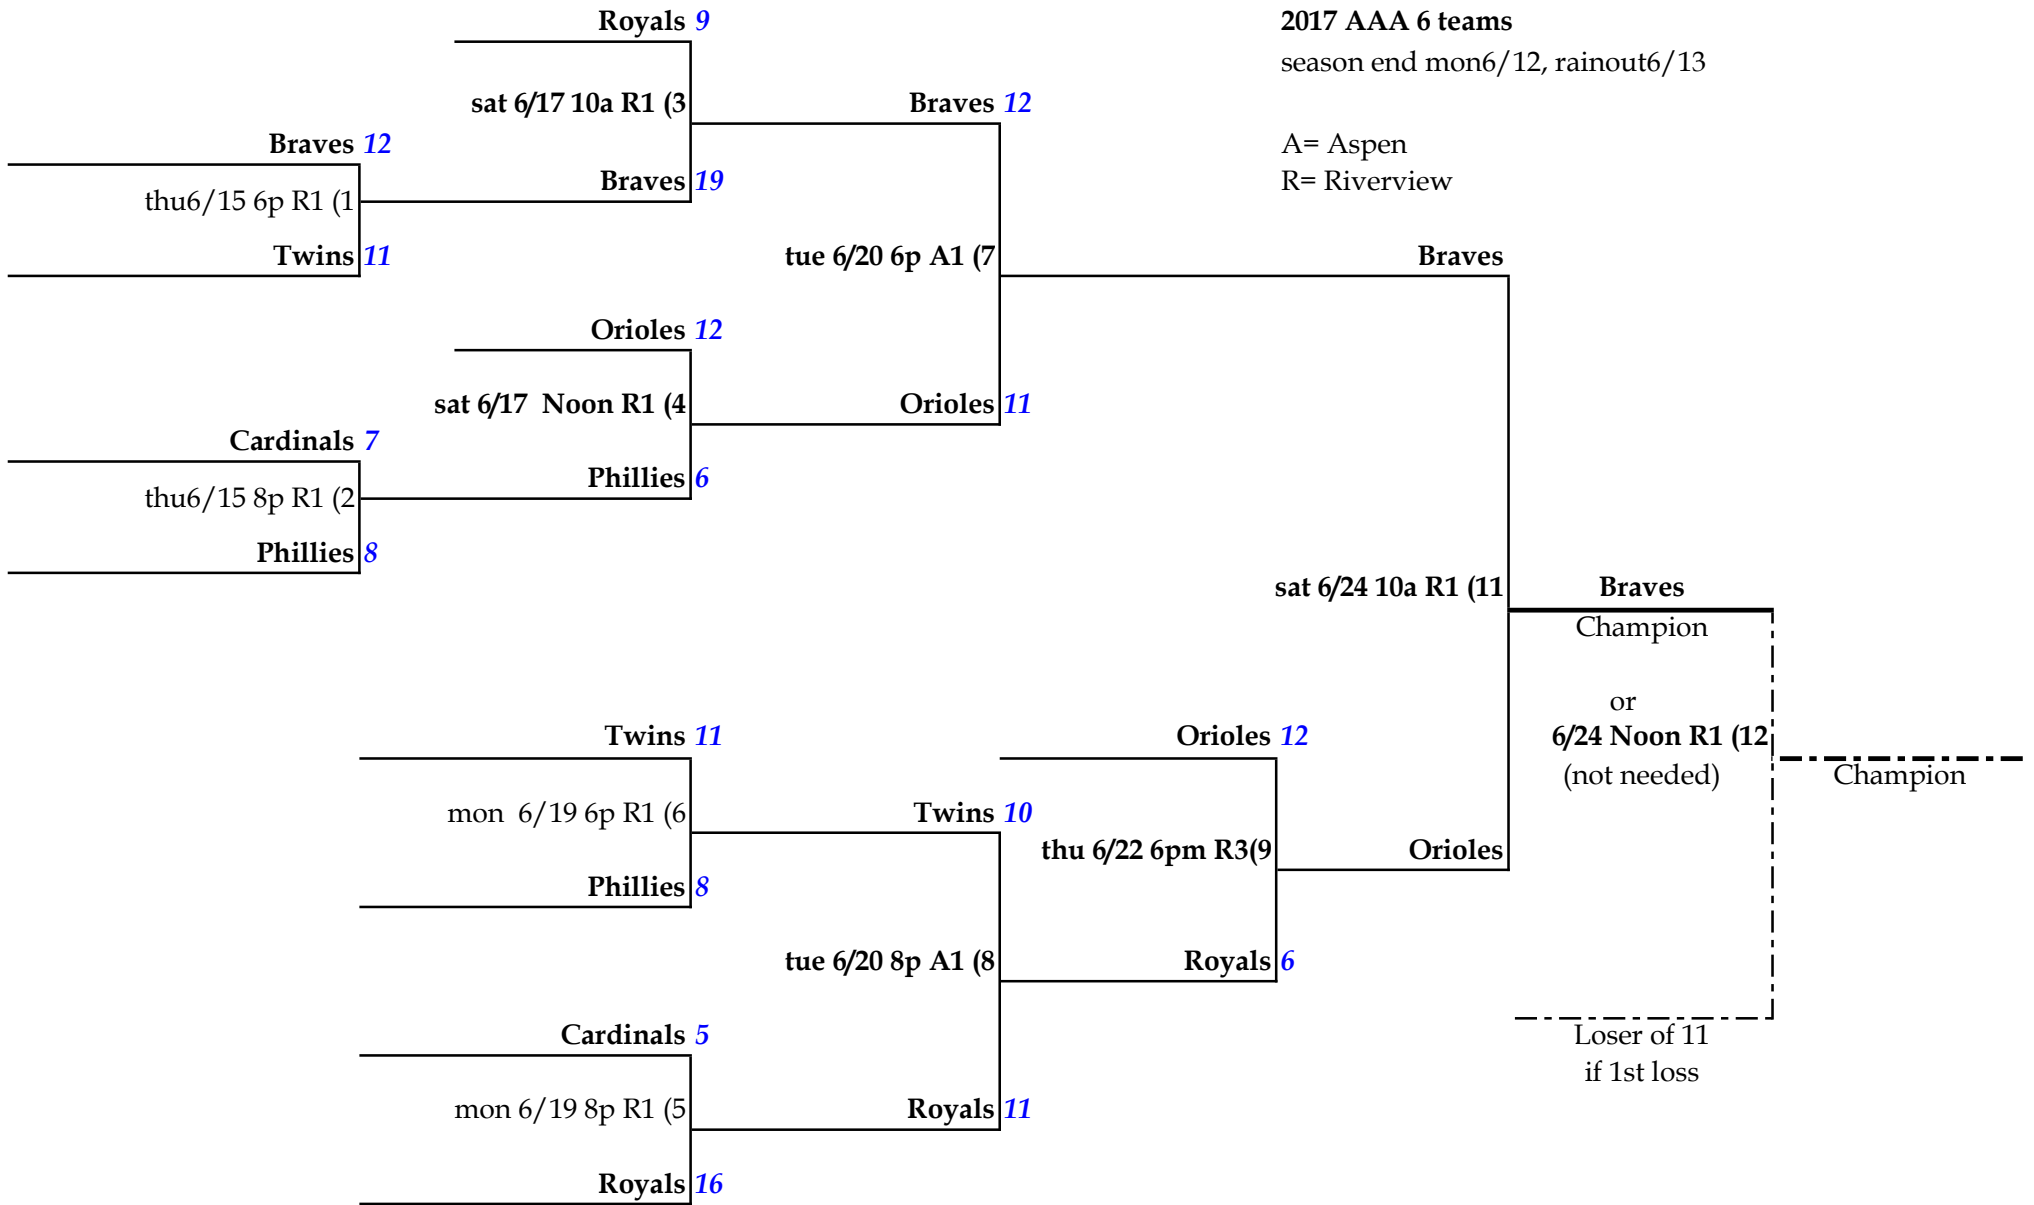 Royals 9
2017 AAA 6 teams
season end mon6/12, rainout6/13
sat 6/17 10a R1 (3
Braves 12
Braves 12
A= Aspen
Braves 19
R= Riverview
thu6/15 6p R1 (1
Twins 11
tue 6/20 6p A1 (7
Braves
Orioles 12
sat 6/17  Noon R1 (4
Orioles 11
Cardinals 7
Phillies 6
thu6/15 8p R1 (2
Phillies 8
sat 6/24 10a R1 (11
Braves
Champion
or
Twins 11
Orioles 12
6/24 Noon R1 (12
(not needed)
Champion
mon  6/19 6p R1 (6
Twins 10
thu 6/22 6pm R3(9
Orioles
Phillies 8
tue 6/20 8p A1 (8
Royals 6
Cardinals 5
Loser of 11
if 1st loss
mon 6/19 8p R1 (5
Royals 11
Royals 16